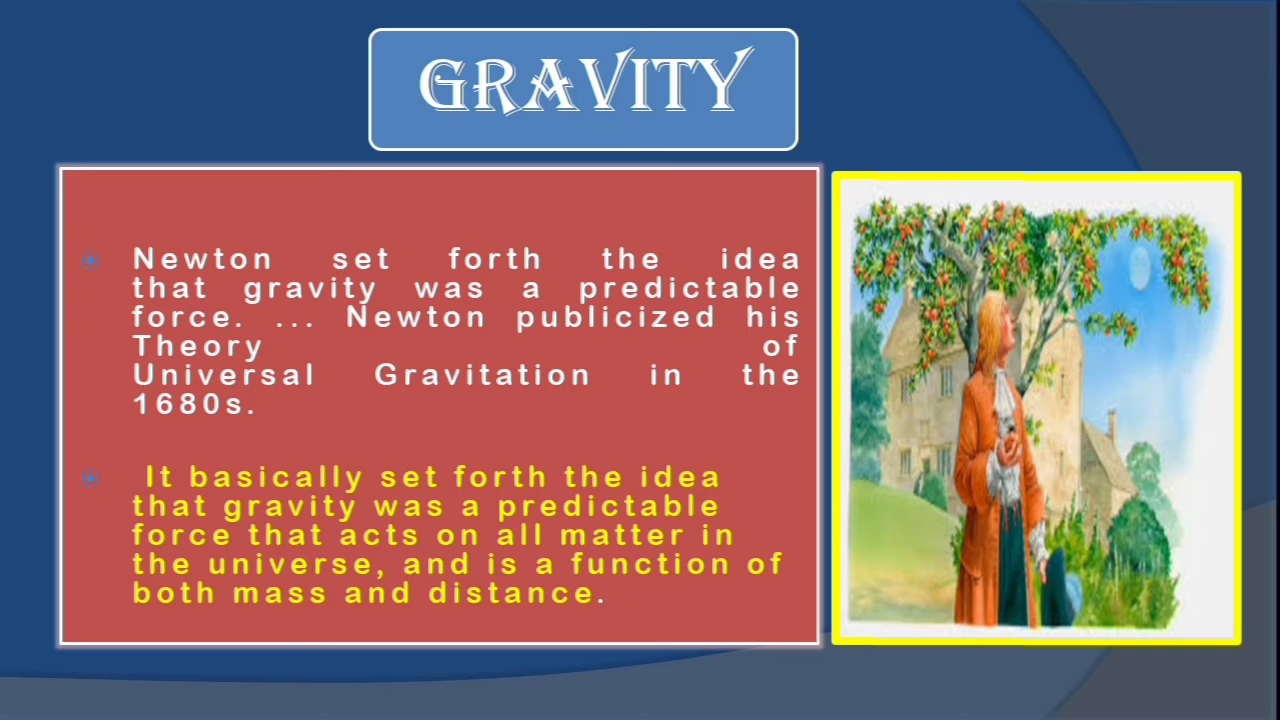 GRAVITY
Newton set forth the idea
that gravity was a predictable
force. ... Newton publicized his
Theory of
Universal Gravitation in the
1680s.
It basically set forth the idea
that gravity was a predictable
force that acts on all matter in
the universe, and is a function of
both mass and distance.